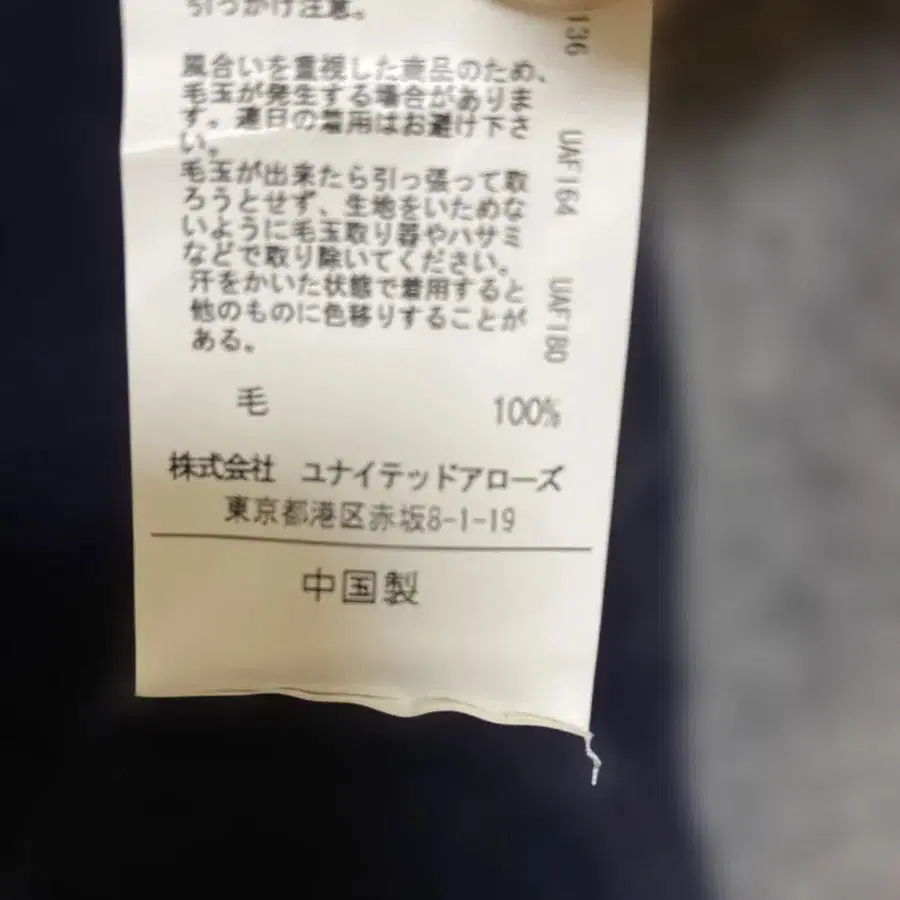 引っかけ注意。
風合いを重視した商品のため、
毛玉が発生する場合がありま
す。連日の着用はお避け下さ
い。
毛玉が出来たら引っ張って取
ろうとせず、生地をいためな
いように毛玉取り器やハサミ
などで取り除いてください。
汗をかいた状態で着用すると
他のものに色移りすることが
ある。
毛 100%
株式会社 ユナイテッドアローズ
東京都港区赤坂8-1-19
中国製
136 UAF164 UAF180